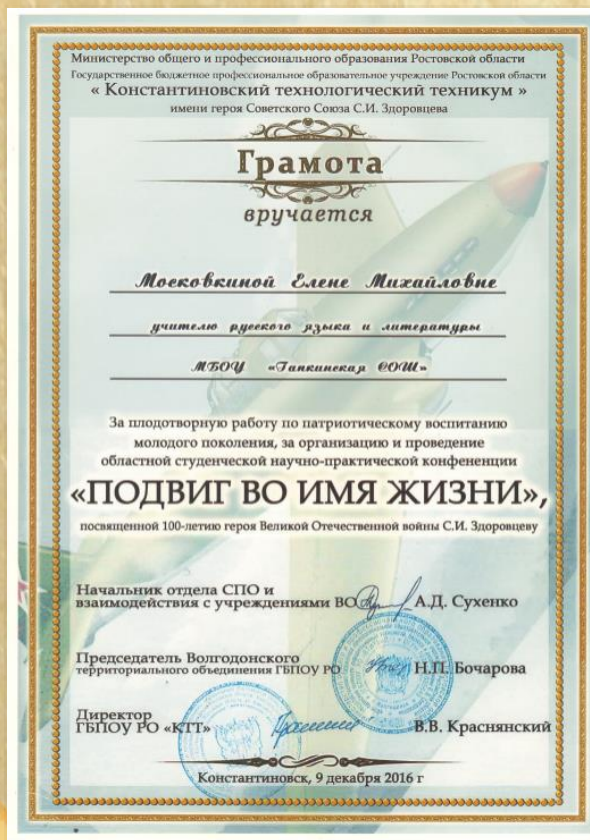 Министерство общего и профессионального образования Ростовской области
Государственное бюджетное профессиональное образовательное учреждение Ростовской области
« Константиновский технологический техникум »
имени героя Советского Союза С.И. Здоровцева
Грамота
вручается
Московкиной Елене Михайловне
учителю русского языка и литературы
МБОУ «Гапкинская СОШ»
За плодотворную работу по патриотическому воспитанию
молодого поколения, за организацию и проведение
областной студенческой научно-практической конфененции
«ПОДВИГ ВО ИМЯ ЖИЗНИ»,
посвященной 100-летию героя Великой Отечественной войны С.И. Здоровцеву
Начальник отдела СПО и
взаимодействия с учреждениями ВО А.Д. Сухенко
Председатель Волгодонского
территориального объединения ГБПОУ РО Н.П. Бочарова
Директор
ГБПОУ РО «КТТ» В.В. Краснянский
Константиновск, 9 декабря 2016 г